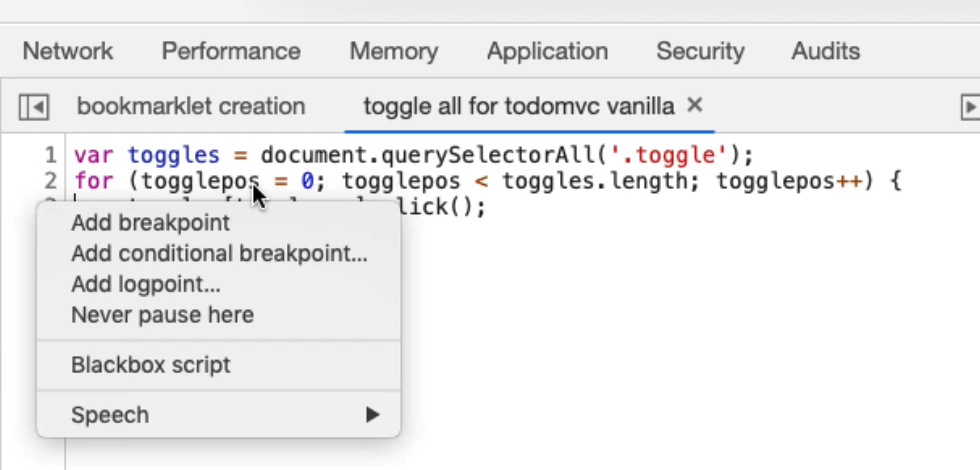 Network Performance Memory Application Security Audits
bookmarklet creation toggle all for todomvc vanilla ×
1 var toggles = document.querySelectorAll('.toggle');
2 for (togglepos = 0; togglepos < toggles.length; togglepos++) {
lick();
Add breakpoint
Add conditional breakpoint...
Add logpoint...
Never pause here
Blackbox script
Speech